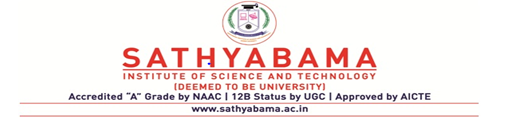 SATHYABAMA
INSTITUTE OF SCIENCE AND TECHNOLOGY
(DEEMED TO BE UNIVERSITY)
Accredited "A" Grade by NAAC | 12B Status by UGC | Approved by AICTE
www.sathyabama.ac.in